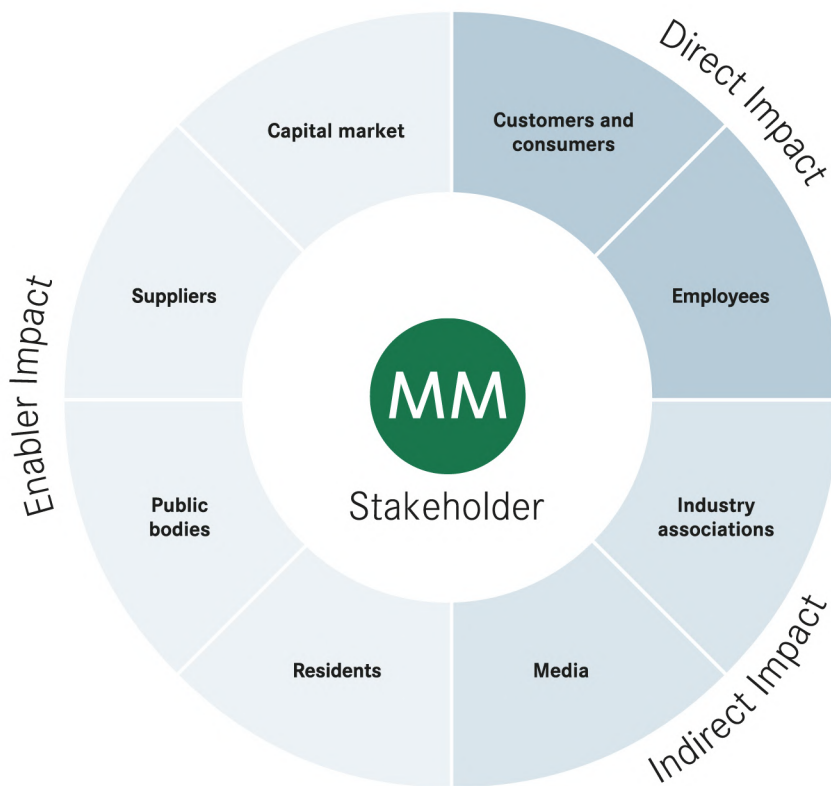 Direct Impact
Customers and
consumers
Employees
Industry
associations
Indirect Impact
Media
Residents
Public
bodies
Enabler Impact
Suppliers
Capital market
MM
Stakeholder